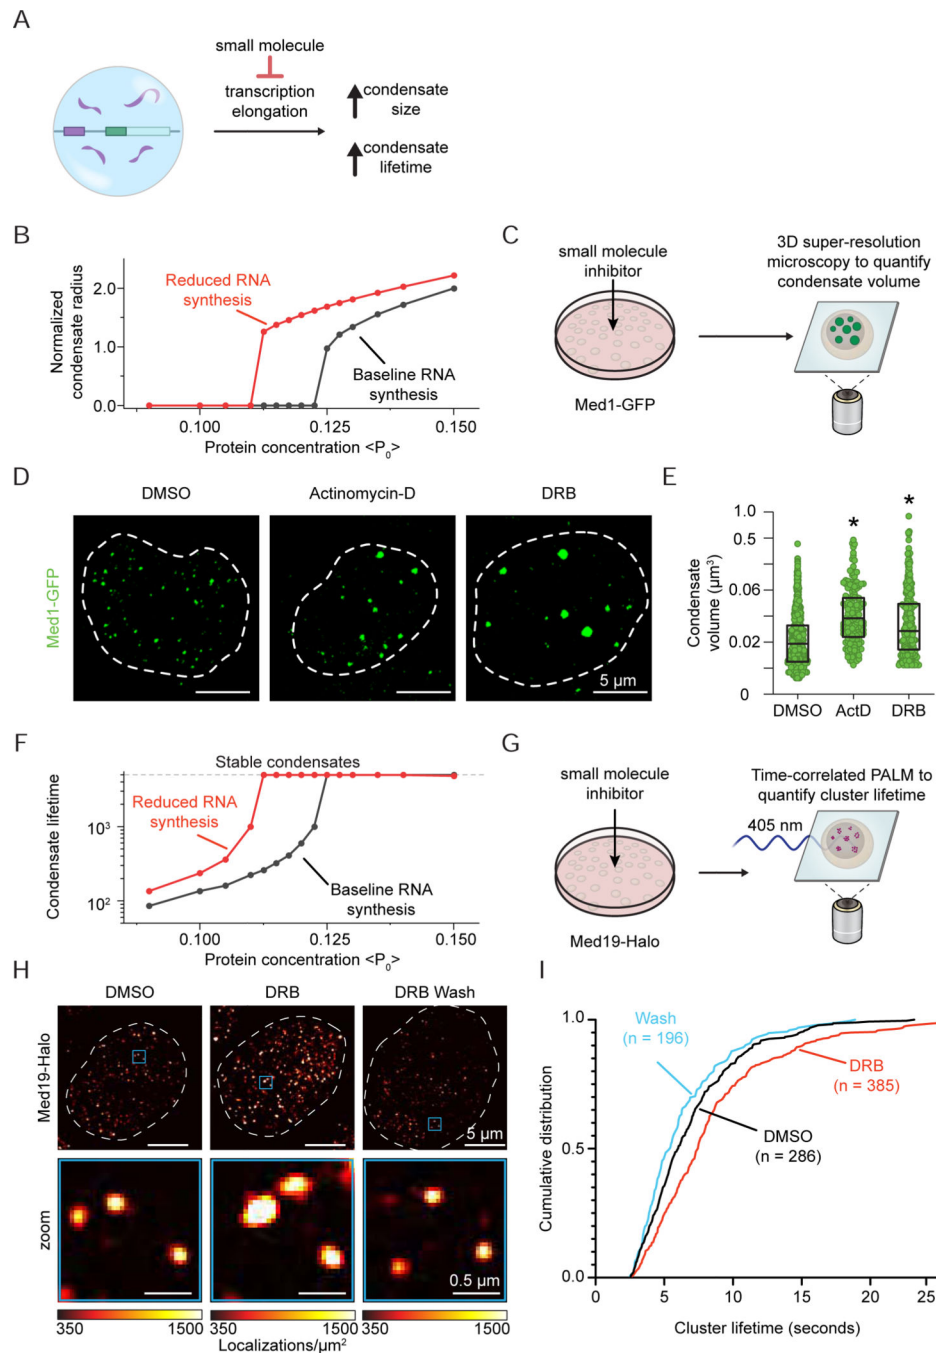 A
small molecule
transcription
elongation
condensate
size
condensate
lifetime
B
Reduced RNA
synthesis
Baseline RNA
synthesis
Normalized
condensate radius
2.0
1.0
0.0
0.100
0.125
0.150
Protein concentration <P0>
C
small molecule
inhibitor
Med1-GFP
3D super-resolution
microscopy to quantify
condensate volume
D
DMSO
Actinomycin-D
DRB
Med1-GFP
5 µm
E
Condensate
volume (µm³)
1.0
0.5
0.06
0.02
0
*
*
DMSO
ActD
DRB
F
Stable condensates
Reduced RNA
synthesis
Baseline RNA
synthesis
Condensate lifetime
10³
10²
0.100
0.125
0.150
Protein concentration <P0>
G
small molecule
inhibitor
Med19-Halo
Time-correlated PALM to
quantify cluster lifetime
405 nm
H
DMSO
DRB
DRB Wash
Med19-Halo
5 µm
zoom
0.5 µm
350 1500
350 1500
350 1500
Localizations/µm²
I
Wash
(n = 196)
DRB
(n = 385)
DMSO
(n = 286)
Cumulative distribution
1.0
0.5
0.0
0
5
10
15
20
25
Cluster lifetime (seconds)